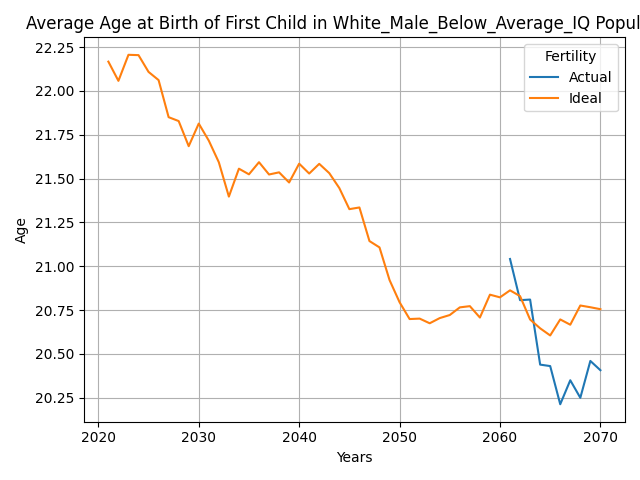 Average Age at Birth of First Child in White_Male_Below_Average_IQ Popul
Fertility
Actual
Ideal
22.25
22.00
21.75
21.50
21.25
21.00
20.75
20.50
20.25
Age
2020 2030 2040 2050 2060 2070
Years